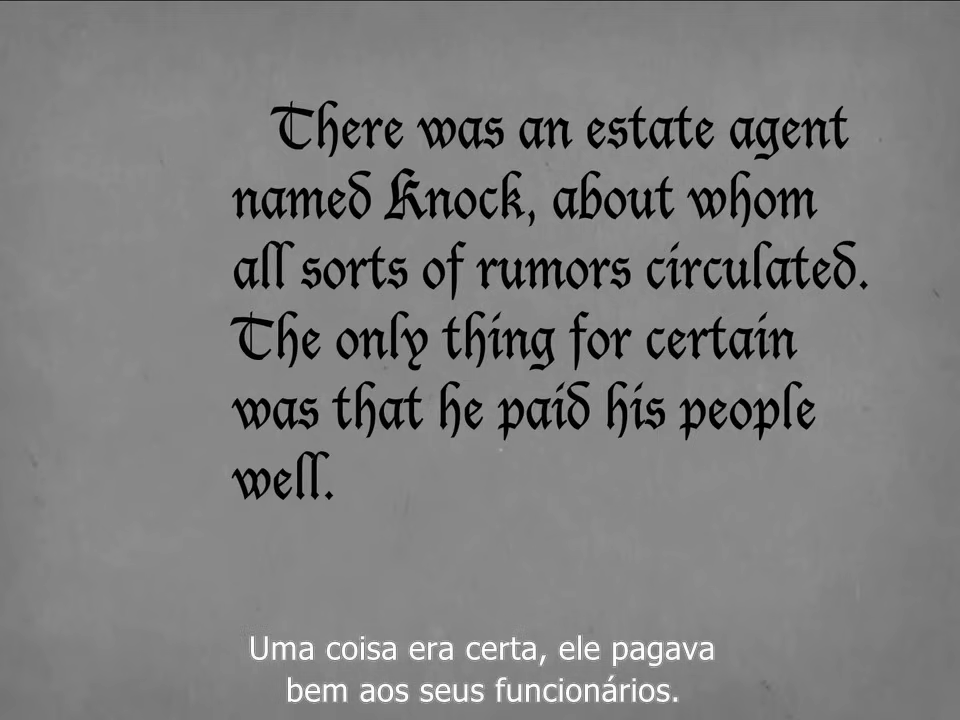 There was an estate agent
named Knock, about whom
all sorts of rumors circulated.
The only thing for certain
was that he paid his people
well.
Uma coisa era certa, ele pagava
bem aos seus funcionários.